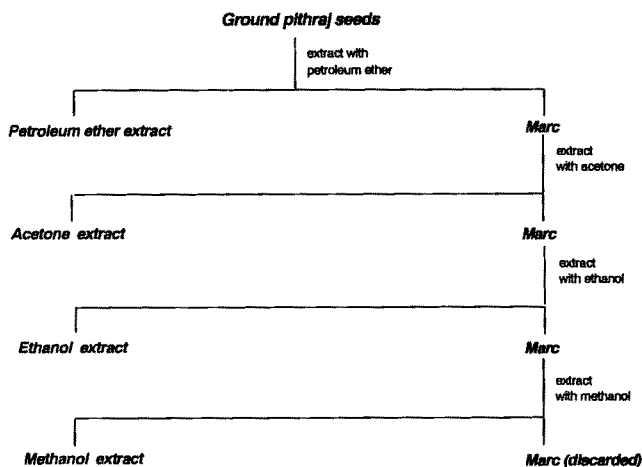 Ground pithraj seeds
extract with
petroleum ether
Petroleum ether extract
Marc
extract
with acetone
Acetone extract
Marc
extract
with ethanol
Ethanol extract
Marc
extract
with methanol
Methanol extract
Marc (discarded)